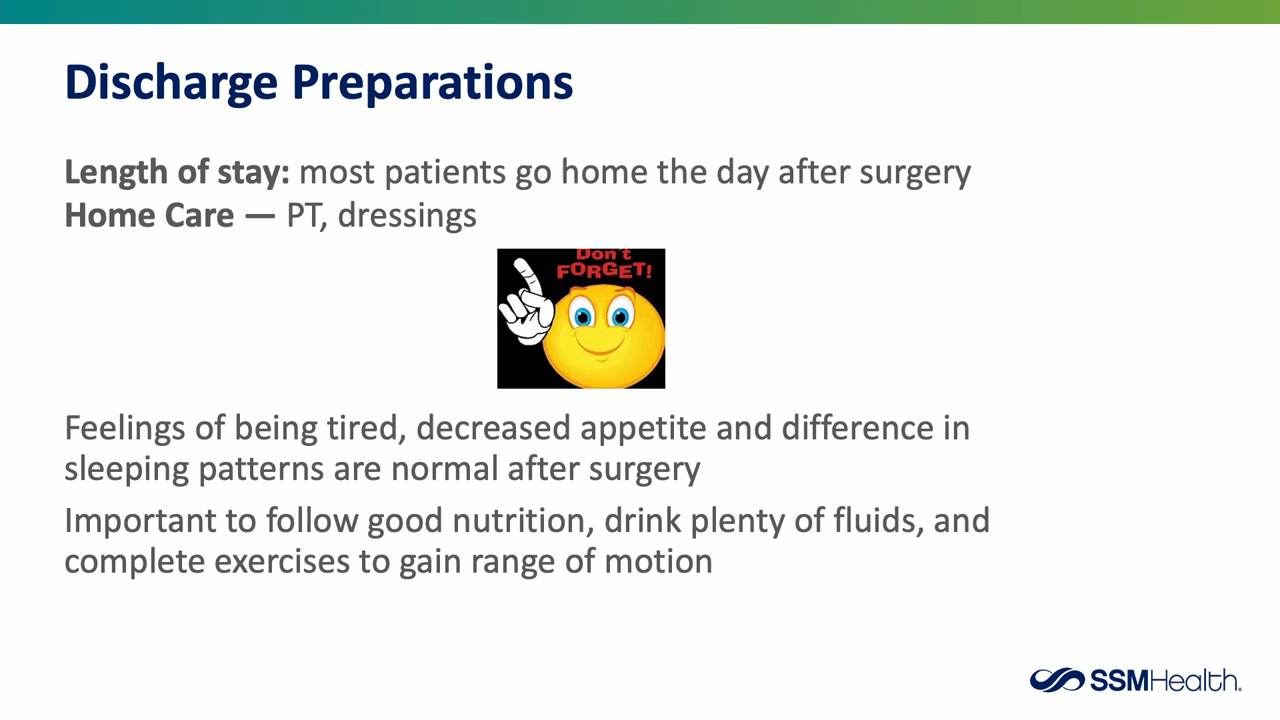 Discharge Preparations
Length of stay: most patients go home the day after surgery
Home Care — PT, dressings
Don't
FORGET!
Feelings of being tired, decreased appetite and difference in
sleeping patterns are normal after surgery
Important to follow good nutrition, drink plenty of fluids, and
complete exercises to gain range of motion
SSMHealth.